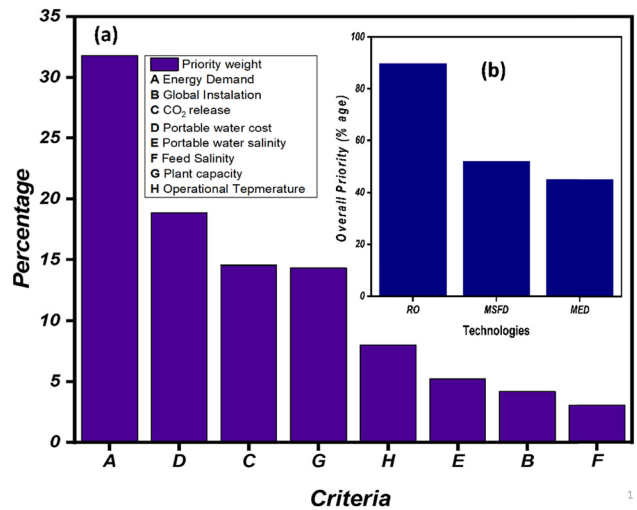 35
30
25
20
15
10
5
0
Percentage
(a)
Priority weight
A Energy Demand
B Global Instalation
C CO2 release
D Portable water cost
E Portable water salinity
F Feed Salinity
G Plant capacity
H Operational Tepmerature
(b)
100
80
60
40
20
0
Overall Priority (% age)
RO MSFD MED
Technologies
A D C G H E B F
Criteria
1